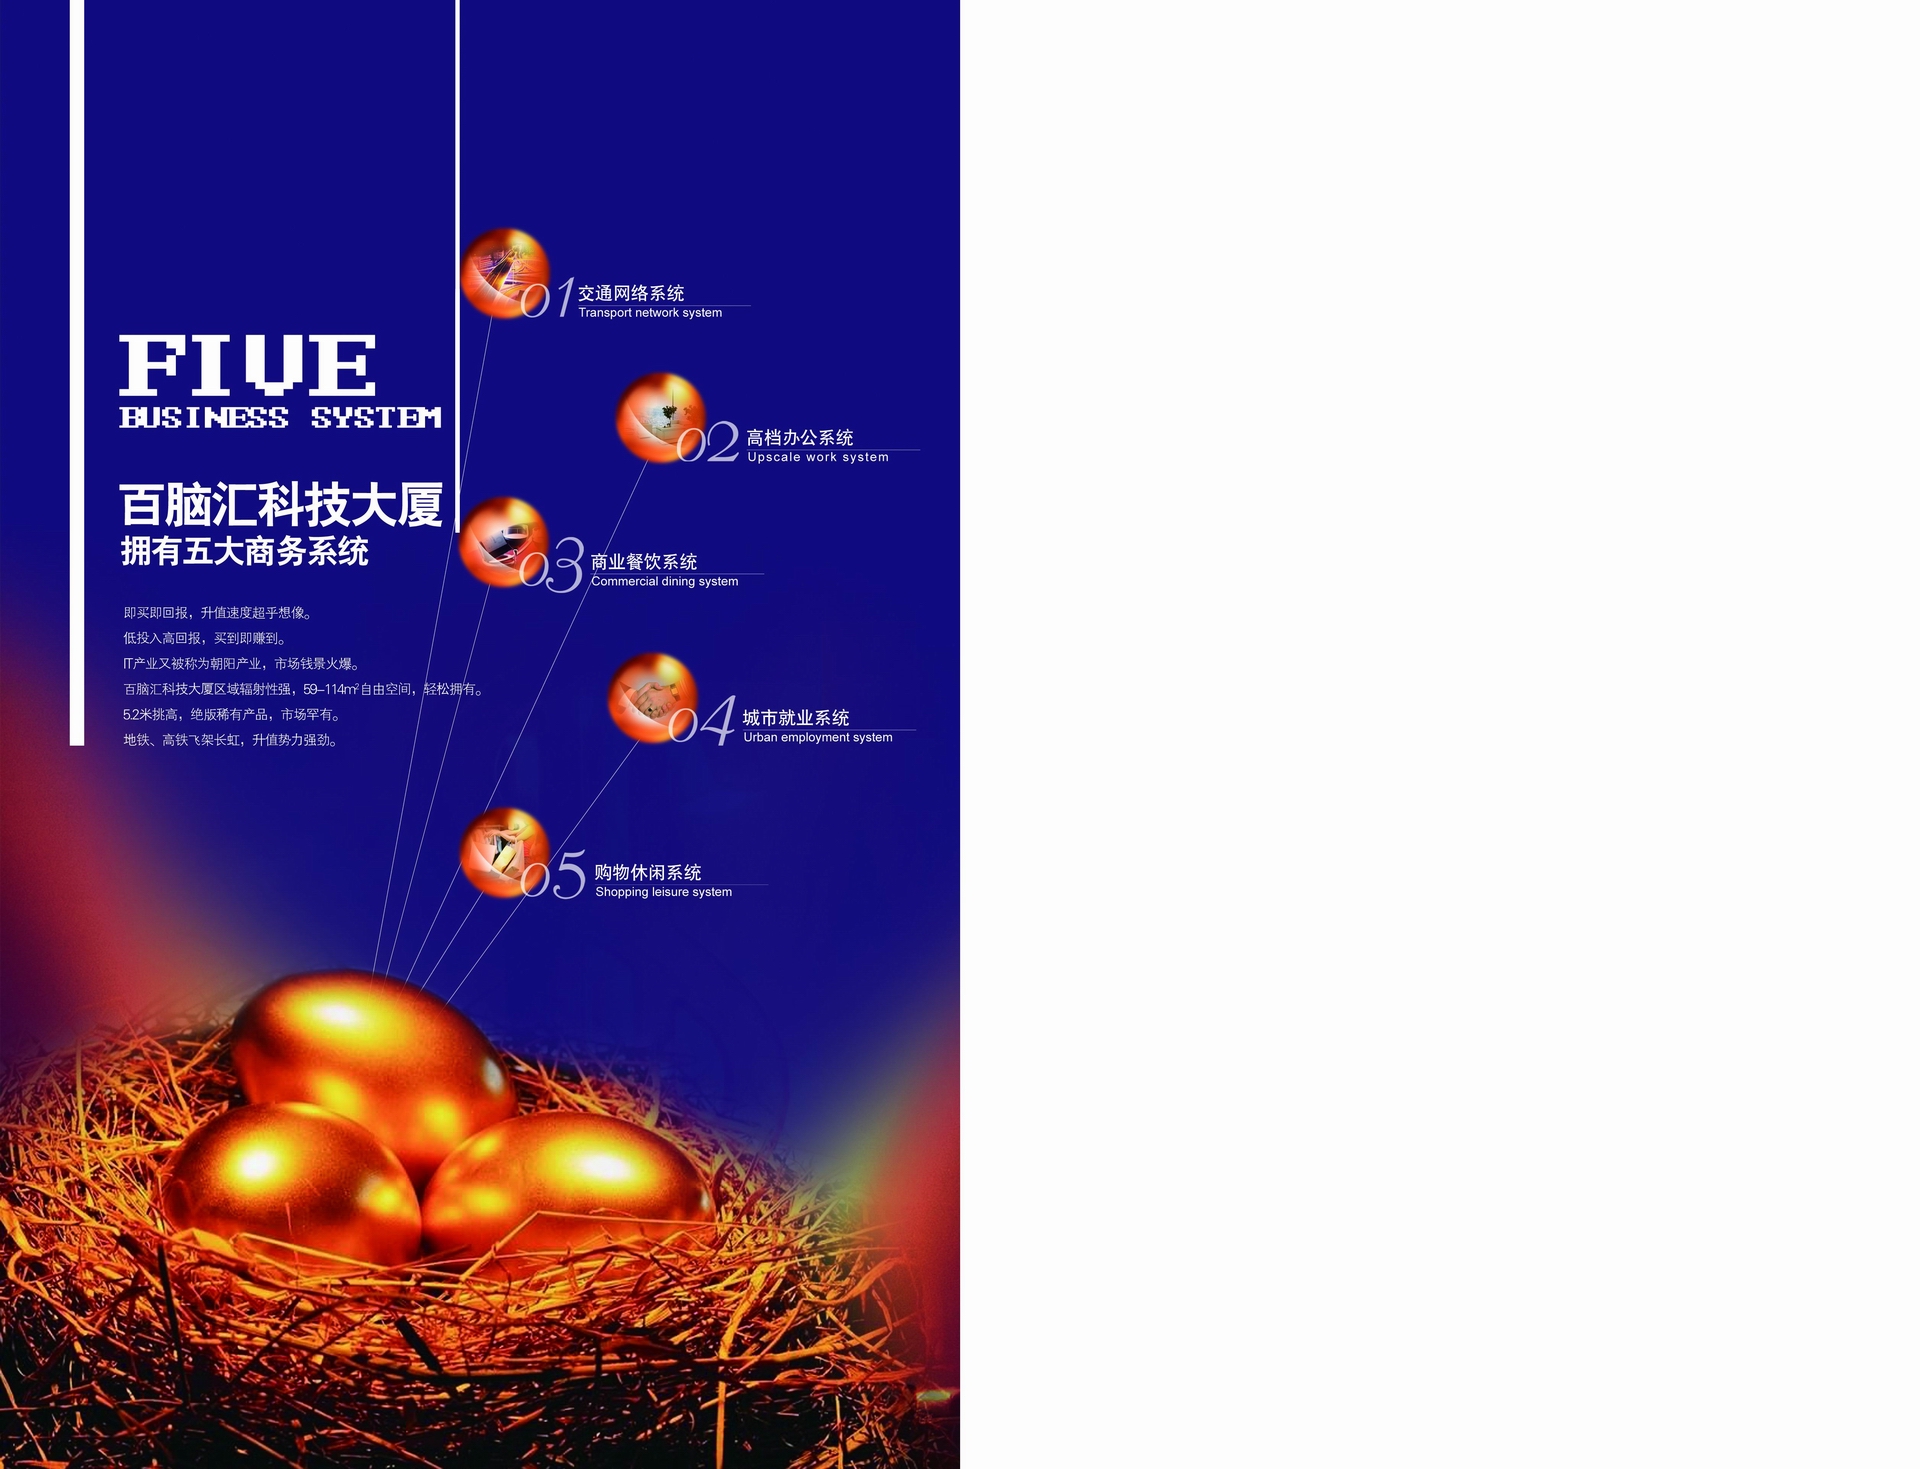 FIVE
BUSINESS SYSTEM
百脑汇科技大厦
拥有五大商务系统
即买即回报，升值速度超乎想像。
低投入高回报，买到即赚到。
IT产业又被称为朝阳产业，市场钱景火爆。
百脑汇科技大厦区域辐射性强，59-114m²自由空间，轻松拥有。
5.2米挑高，绝版稀有产品，市场罕有。
地铁、高铁飞架长虹，升值势力强劲。
01 交通网络系统
Transport network system
02 高档办公系统
Upscale work system
03 商业餐饮系统
Commercial dining system
04 城市就业系统
Urban employment system
05 购物休闲系统
Shopping leisure system